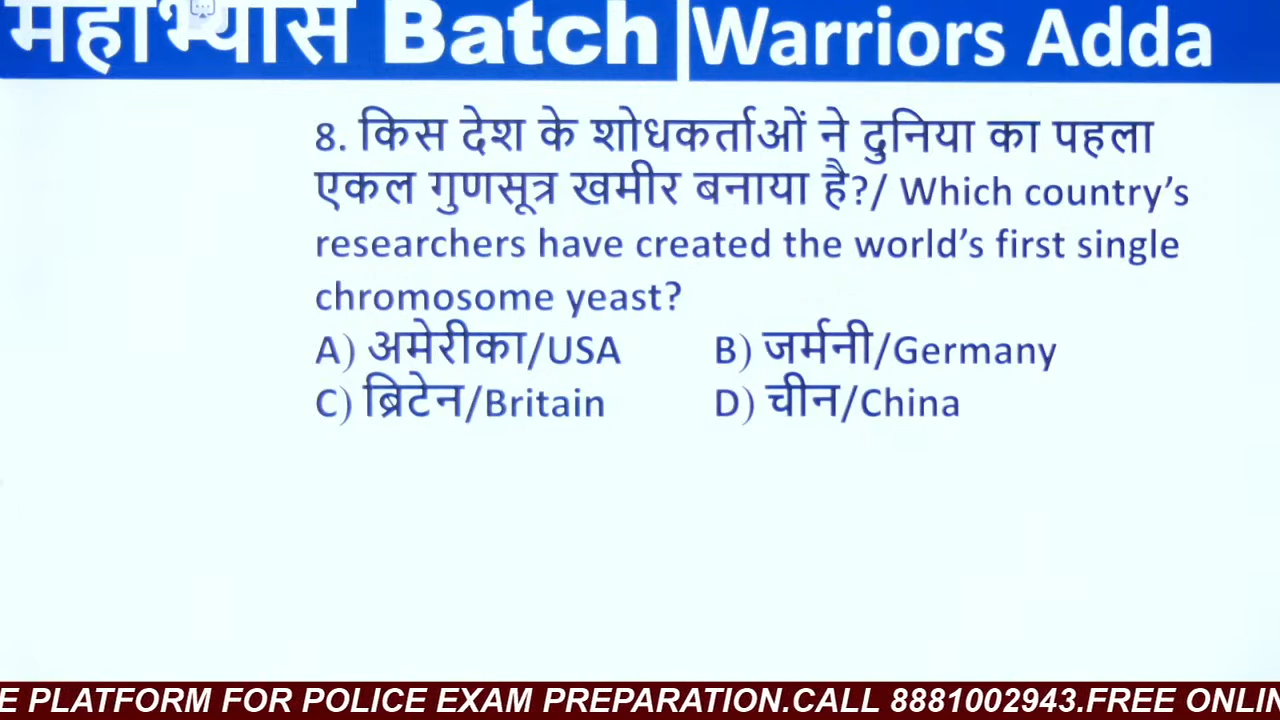 महाभ्यास Batch Warriors Adda
8. किस देश के शोधकर्ताओं ने दुनिया का पहला
एकल गुणसूत्र खमीर बनाया है?/ Which country’s
researchers have created the world’s first single
chromosome yeast?
A) अमेरीका/USA B) जर्मनी/Germany
C) ब्रिटेन/Britain D) चीन/China
E PLATFORM FOR POLICE EXAM PREPARATION.CALL 8881002943.FREE ONLIN